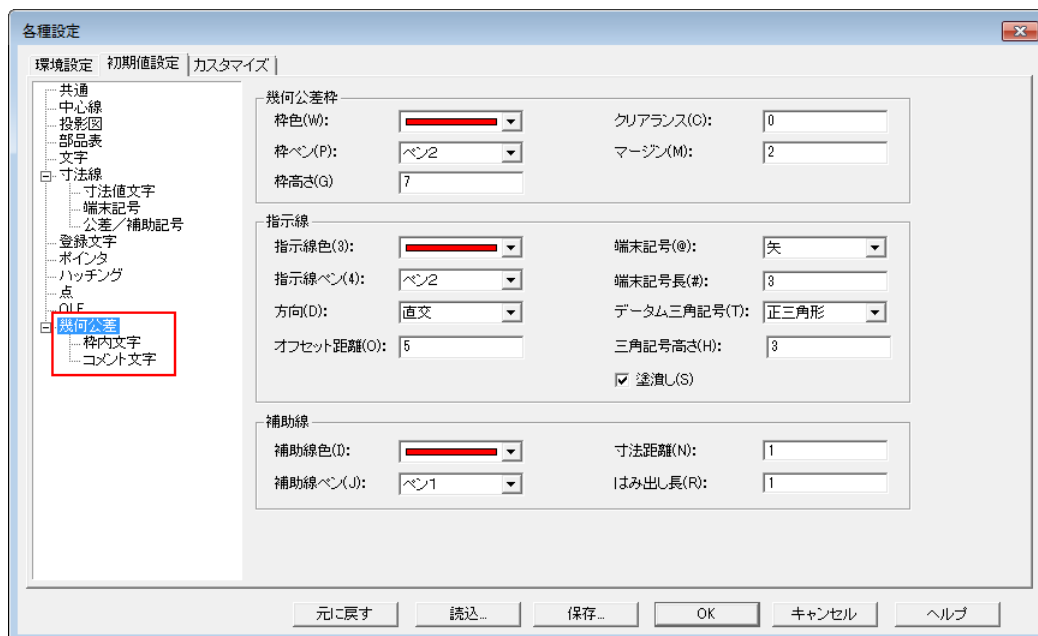 各種設定
環境設定 初期値設定 カスタマイズ
共通
中心線
投影図
部品表
文字
寸法線
寸法値文字
端末記号
公差／補助記号
登録文字
ポインタ
ハッチング
点
OLE
幾何公差
枠内文字
コメント文字
幾何公差枠
枠色(W): クリアランス(C): 0
枠ペン(P): ペン2 マージン(M): 2
枠高さ(G) 7
指示線
指示線色(3): 端末記号(@): 矢
指示線ペン(4): ペン2 端末記号長(#): 3
方向(D): 直交 データム三角記号(T): 正三角形
オフセット距離(O): 5 三角記号高さ(H): 3
塗潰し(S)
補助線
補助線色(I): 寸法距離(N): 1
補助線ペン(J): ペン1 はみ出し長(R): 1
元に戻す 読込... 保存... OK キャンセル ヘルプ